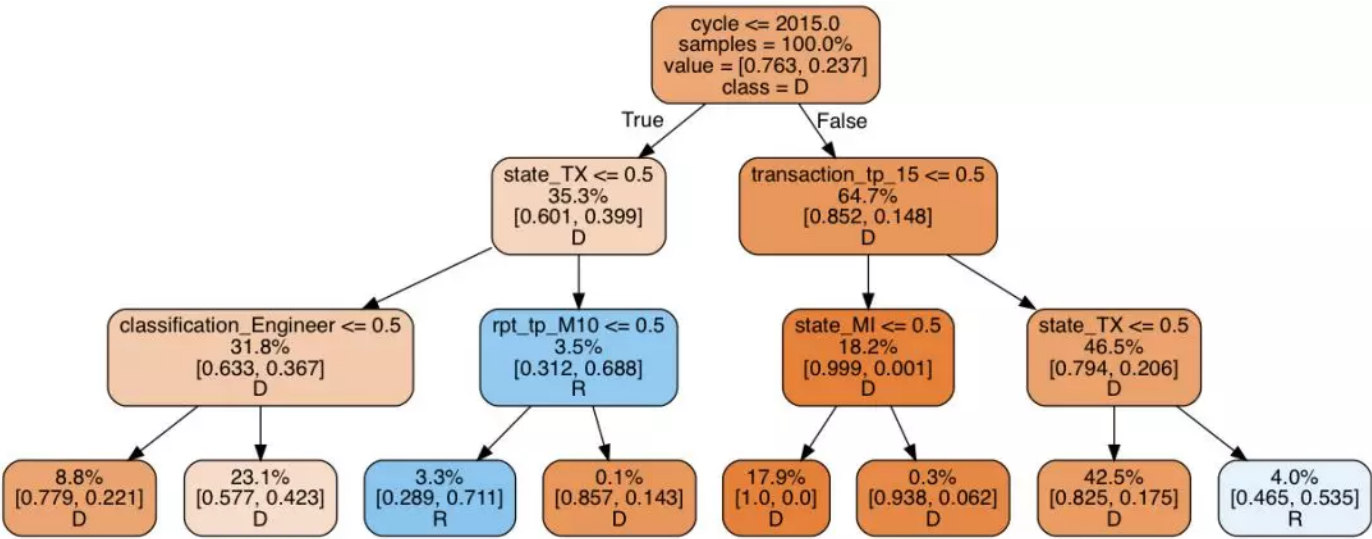 cycle <= 2015.0
samples = 100.0%
value = [0.763, 0.237]
class = D
True
False
state_TX <= 0.5
35.3%
[0.601, 0.399]
D
transaction_tp_15 <= 0.5
64.7%
[0.852, 0.148]
D
classification_Engineer <= 0.5
31.8%
[0.633, 0.367]
D
rpt_tp_M10 <= 0.5
3.5%
[0.312, 0.688]
R
state_MI <= 0.5
18.2%
[0.999, 0.001]
D
state_TX <= 0.5
46.5%
[0.794, 0.206]
D
8.8%
[0.779, 0.221]
D
23.1%
[0.577, 0.423]
D
3.3%
[0.289, 0.711]
R
0.1%
[0.857, 0.143]
D
17.9%
[1.0, 0.0]
D
0.3%
[0.938, 0.062]
D
42.5%
[0.825, 0.175]
D
4.0%
[0.465, 0.535]
R